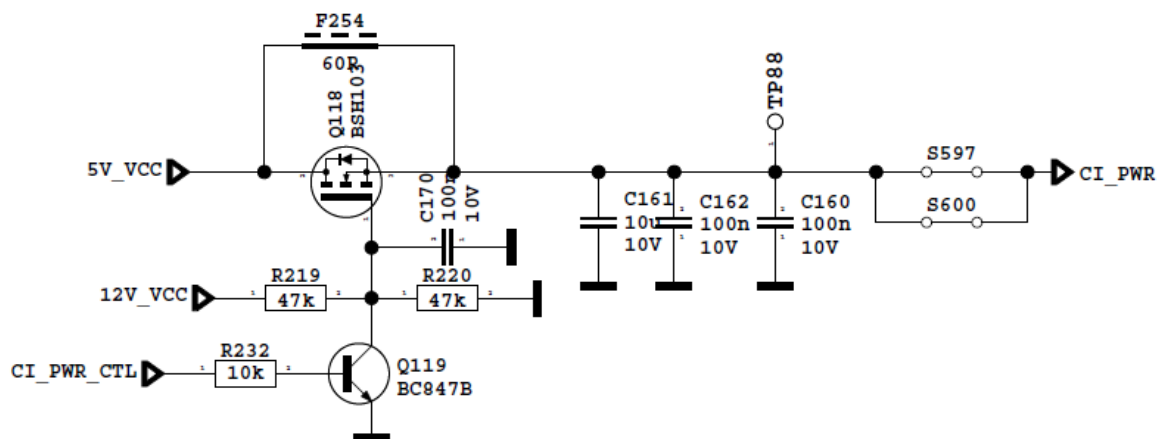 F254
60R
Q118
BSH103
TP88
5V_VCC
S597
CI_PWR
S600
C170
100n
10V
C161
10u
10V
C162
100n
10V
C160
100n
10V
R219
47k
R220
47k
12V_VCC
R232
10k
CI_PWR_CTL
Q119
BC847B